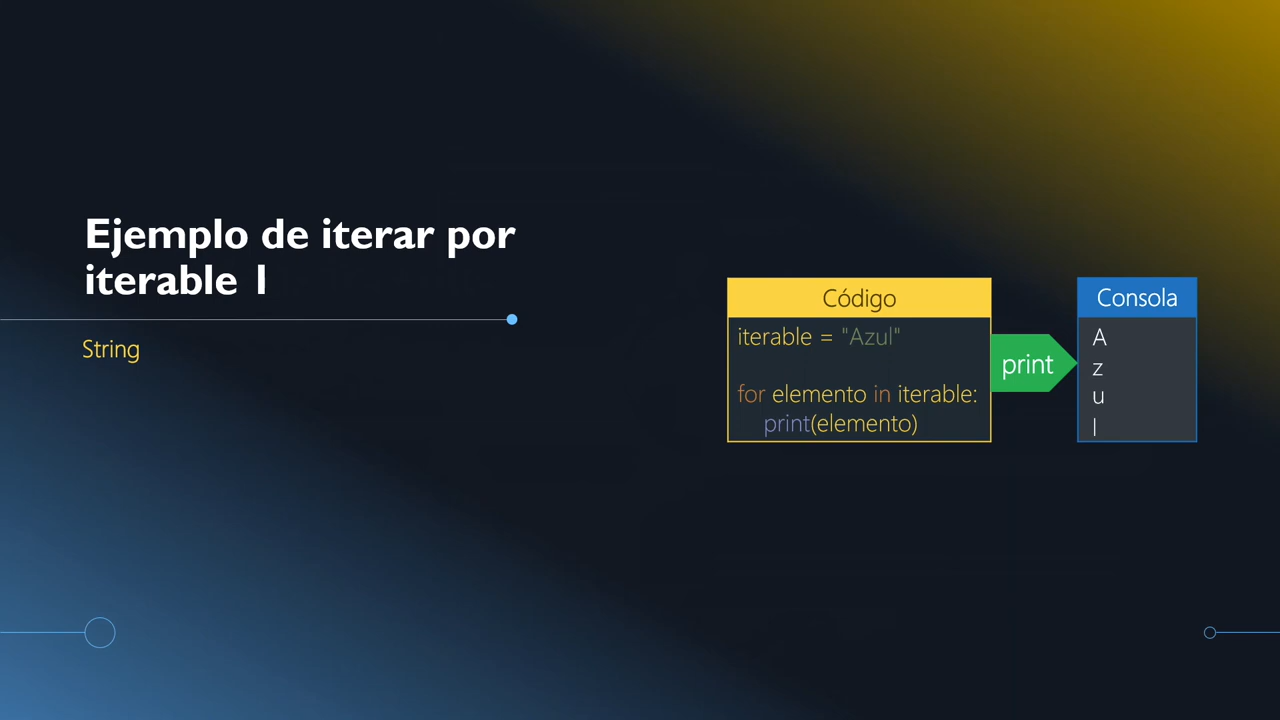 Ejemplo de iterar por
iterable 1
String
Código
iterable = "Azul"
for elemento in iterable:
print(elemento)
print
Consola
A
z
u
l